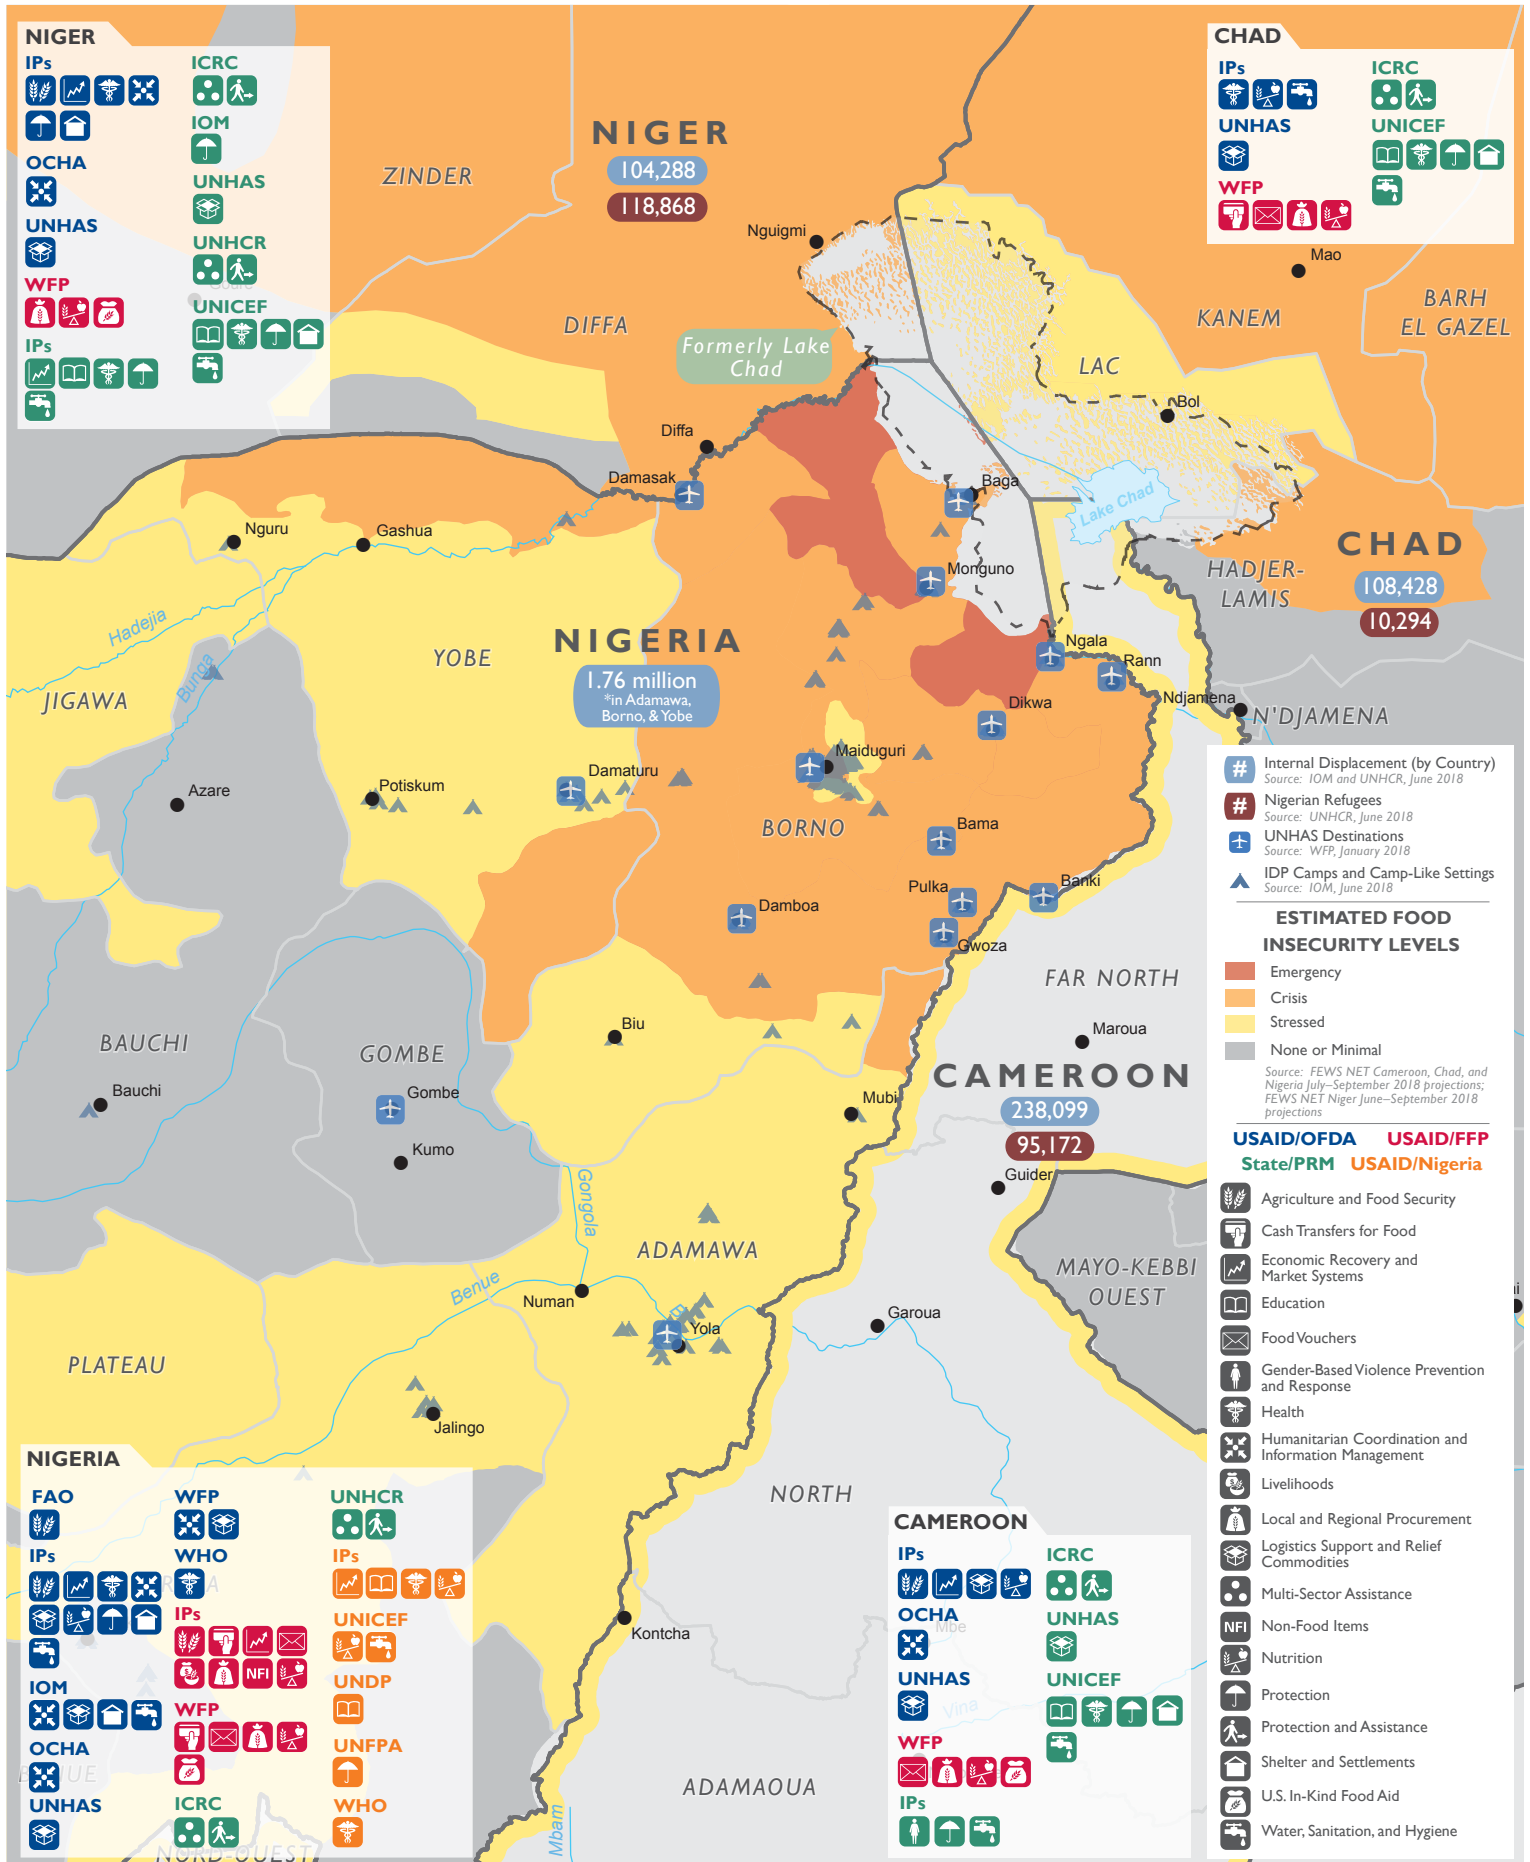 NIGER
IPs
OCHA
UNHAS
WFP
IPs
ICRC
IOM
UNHAS
UNHCR
UNICEF
CHAD
IPs
UNHAS
WFP
ICRC
UNICEF
NIGER
104,288
118,868
ZINDER
DIFFA
Nguigmi
Formerly Lake
Chad
Mao
KANEM
BARH
EL GAZEL
LAC
Bol
Lake Chad
Diffa
Damasak
Baga
Monguno
CHAD
108,428
10,294
HADJER-
LAMIS
Nguru
Gashua
Hadejia
Bunga
JIGAWA
YOBE
NIGERIA
1.76 million
*in Adamawa,
Borno, & Yobe
Ngala
Rann
Dikwa
Ndjamena
N'DJAMENA
Maiduguri
Damaturu
Potiskum
Azare
BORNO
Bama
Pulka
Banki
Damboa
Gwoza
FAR NORTH
Maroua
Biu
BAUCHI
GOMBE
Bauchi
Gombe
Kumo
Mubi
CAMEROON
238,099
95,172
Guider
Gongola
ADAMAWA
MAYO-KEBBI
OUEST
Benue
Numan
Yola
Garoua
PLATEAU
Jalingo
NORTH
Kontcha
ADAMAOUA
Mbam
Mbe
Vina
NORD-OUEST
#
Internal Displacement (by Country)
Source: IOM and UNHCR, June 2018
#
Nigerian Refugees
Source: UNHCR, June 2018
UNHAS Destinations
Source: WFP, January 2018
IDP Camps and Camp-Like Settings
Source: IOM, June 2018
ESTIMATED FOOD
INSECURITY LEVELS
Emergency
Crisis
Stressed
None or Minimal
Source: FEWS NET Cameroon, Chad, and
Nigeria July–September 2018 projections;
FEWS NET Niger June–September 2018
projections
USAID/OFDA USAID/FFP
State/PRM USAID/Nigeria
Agriculture and Food Security
Cash Transfers for Food
Economic Recovery and
Market Systems
Education
Food Vouchers
Gender-Based Violence Prevention
and Response
Health
Humanitarian Coordination and
Information Management
Livelihoods
Local and Regional Procurement
Logistics Support and Relief
Commodities
Multi-Sector Assistance
NFI
Non-Food Items
Nutrition
Protection
Protection and Assistance
Shelter and Settlements
U.S. In-Kind Food Aid
Water, Sanitation, and Hygiene
NIGERIA
FAO
IPs
IOM
OCHA
UNHAS
WFP
WHO
IPs
NFI
WFP
ICRC
UNHCR
IPs
UNICEF
UNDP
UNFPA
WHO
CAMEROON
IPs
OCHA
UNHAS
WFP
IPs
ICRC
UNHAS
UNICEF